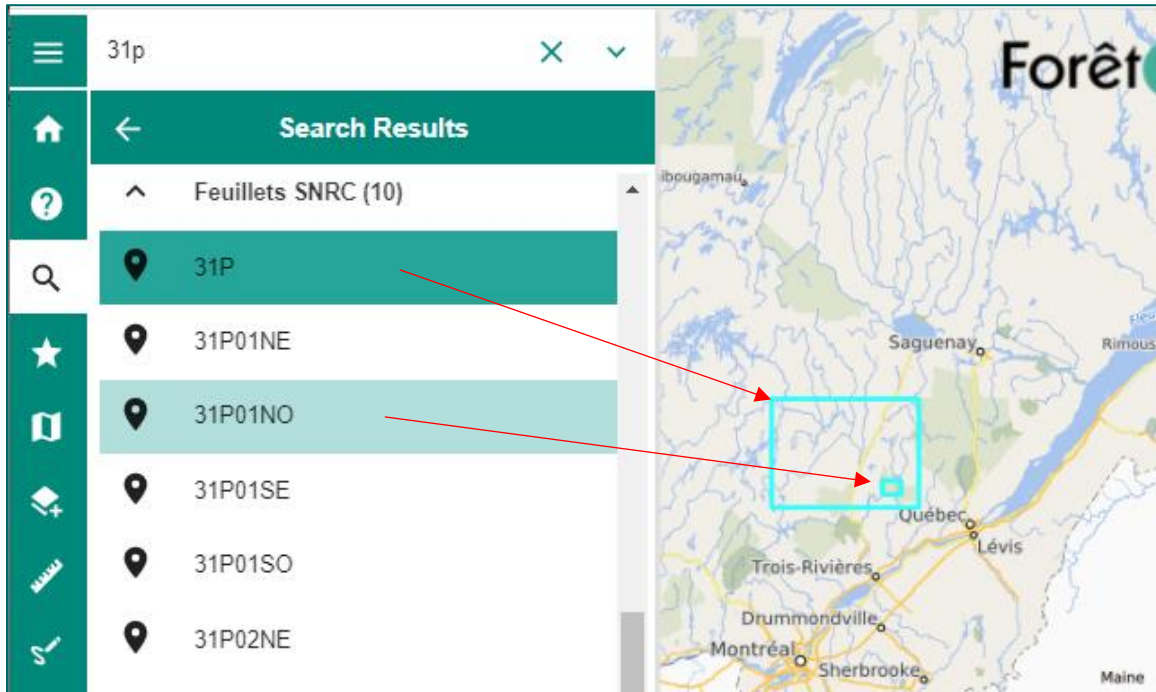 31p
Search Results
Feuillets SNRC (10)
31P
31P01NE
31P01NO
31P01SE
31P01SO
31P02NE
Forêt
ibougamau
Saguenay
Fleu
Rimous
Québec
Lévis
Trois-Rivières
Drummondville
Montréal
Sherbrooke
Maine